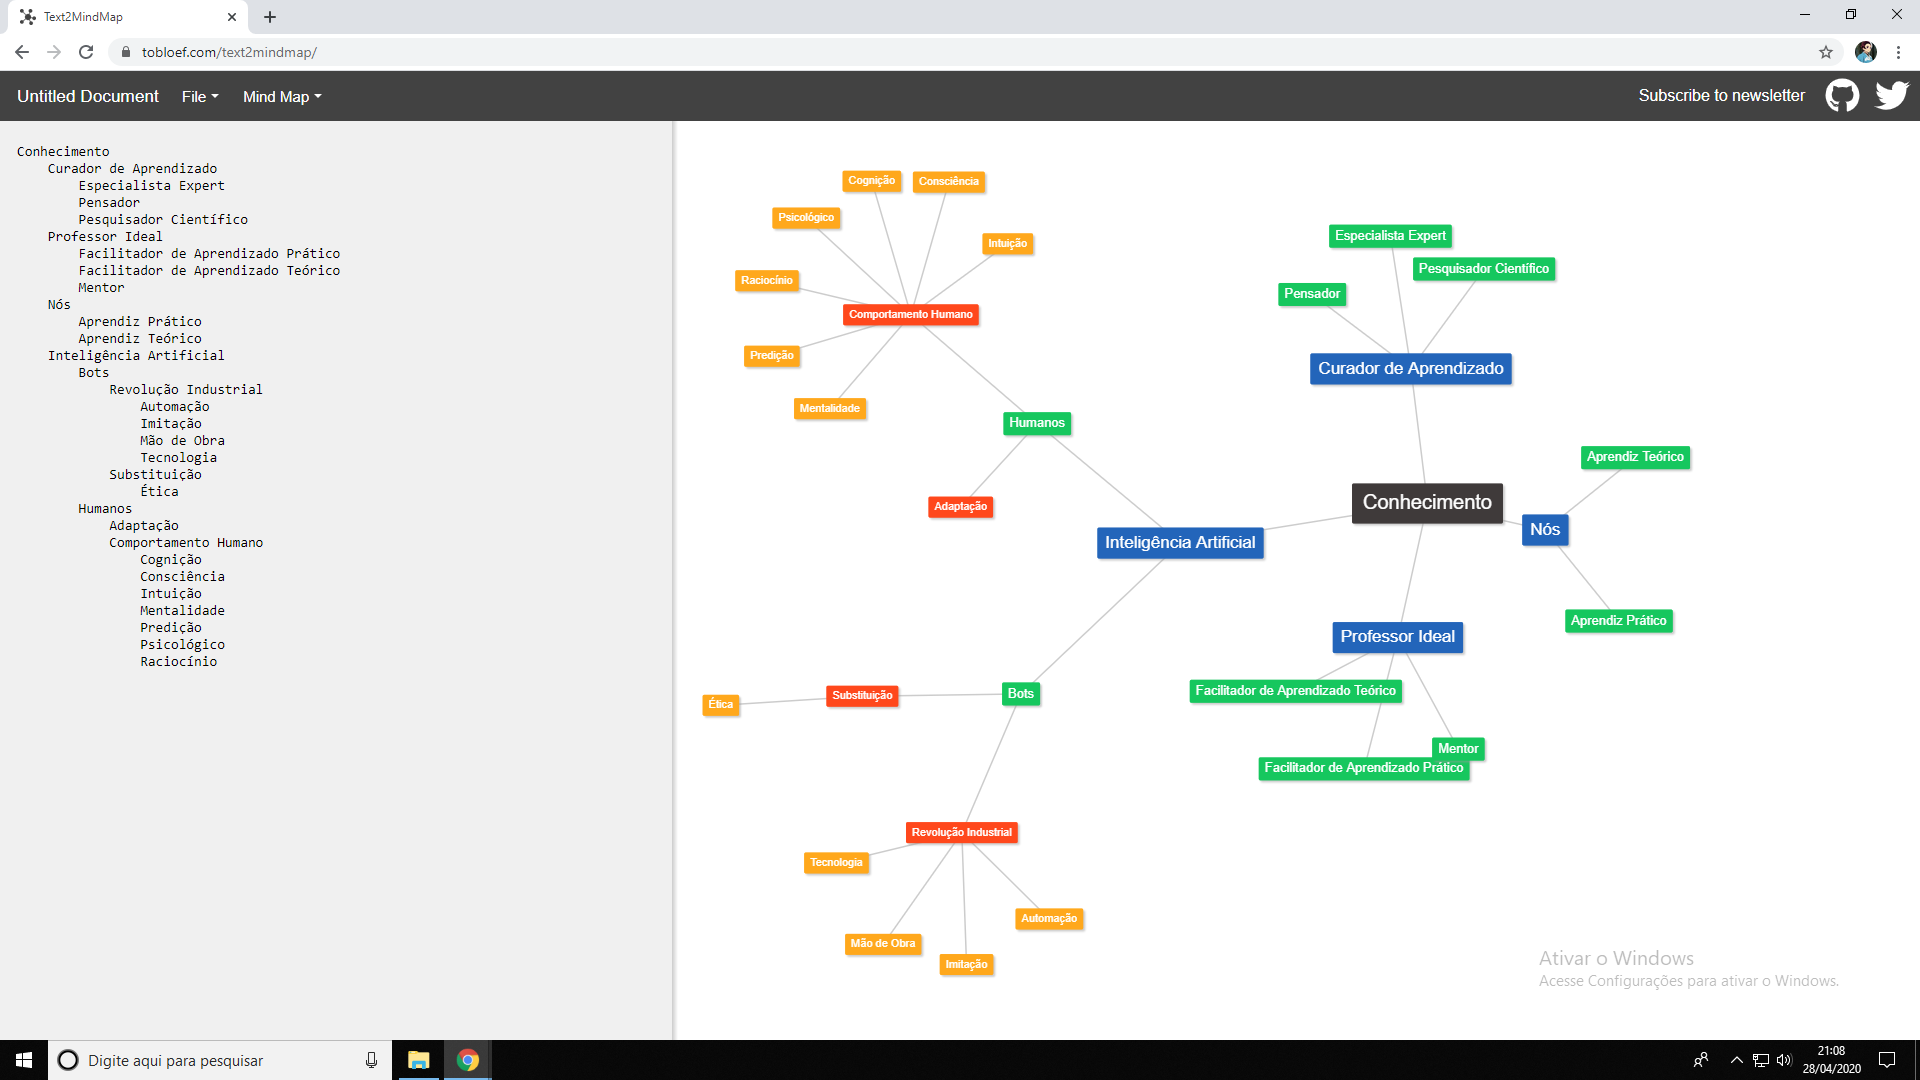 Text2MindMap
tobloef.com/text2mindmap/
Untitled Document File Mind Map Subscribe to newsletter
Conhecimento
Curador de Aprendizado
Especialista Expert
Pensador
Pesquisador Científico
Professor Ideal
Facilitador de Aprendizado Prático
Facilitador de Aprendizado Teórico
Mentor
Nós
Aprendiz Prático
Aprendiz Teórico
Inteligência Artificial
Bots
Revolução Industrial
Automação
Imitação
Mão de Obra
Tecnologia
Substituição
Ética
Humanos
Adaptação
Comportamento Humano
Cognição
Consciência
Intuição
Mentalidade
Predição
Psicológico
Raciocínio
Cognição
Consciência
Psicológico
Intuição
Raciocínio
Comportamento Humano
Predição
Mentalidade
Humanos
Adaptação
Especialista Expert
Pesquisador Científico
Pensador
Curador de Aprendizado
Aprendiz Teórico
Conhecimento
Nós
Inteligência Artificial
Aprendiz Prático
Professor Ideal
Facilitador de Aprendizado Teórico
Mentor
Facilitador de Aprendizado Prático
Bots
Substituição
Ética
Revolução Industrial
Tecnologia
Automação
Mão de Obra
Imitação
Ativar o Windows
Acesse Configurações para ativar o Windows.
Digite aqui para pesquisar
21:08
28/04/2020